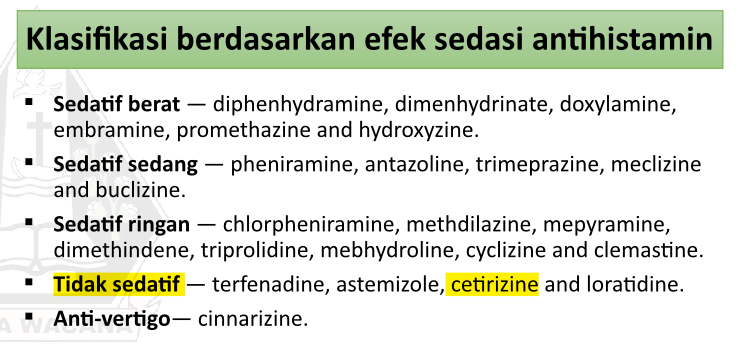 Klasifikasi berdasarkan efek sedasi antihistamin
▪ Sedatif berat — diphenhydramine, dimenhydrinate, doxylamine,
embramine, promethazine and hydroxyzine.
▪ Sedatif sedang — pheniramine, antazoline, trimeprazine, meclizine
and buclizine.
▪ Sedatif ringan — chlorpheniramine, methdilazine, mepyramine,
dimethindene, triprolidine, mebhydroline, cyclizine and clemastine.
▪ Tidak sedatif — terfenadine, astemizole, cetirizine and loratidine.
▪ Anti-vertigo— cinnarizine.
A WACANA